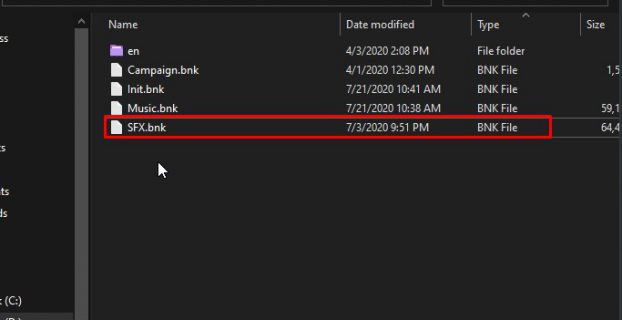 Name Date modified Type Size
ss
en 4/3/2020 2:08 PM File folder
Campaign.bnk 4/1/2020 12:30 PM BNK File 1,5
Init.bnk 7/21/2020 10:41 AM BNK File
Music.bnk 7/21/2020 10:38 AM BNK File 59,1
SFX.bnk 7/3/2020 9:51 PM BNK File 64,4
ts
nts
ds
(C:)